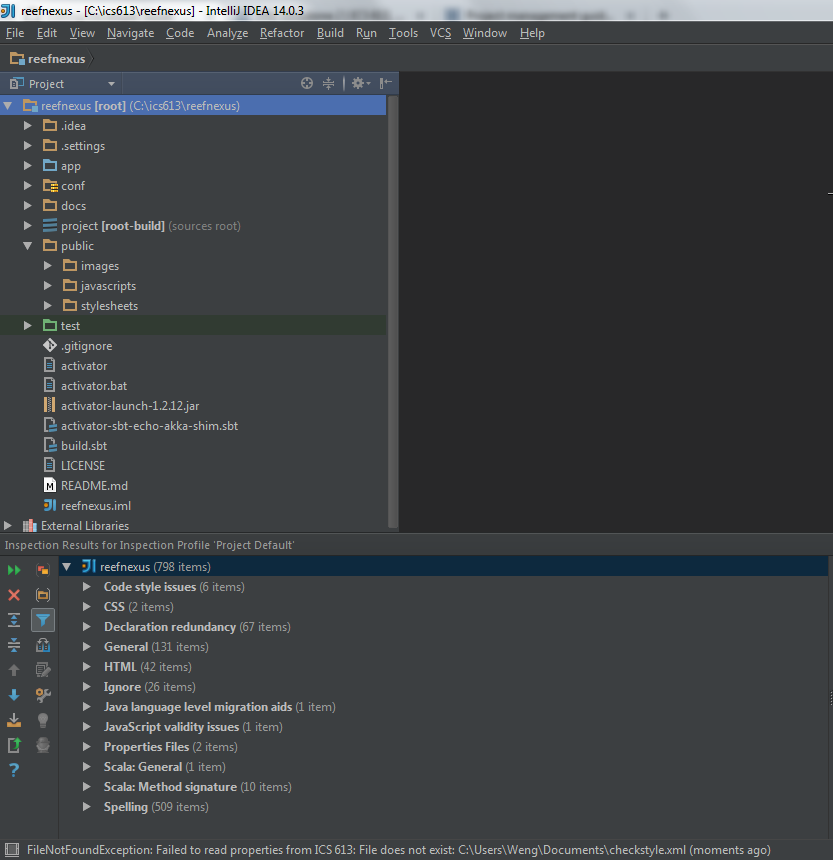 reefnexus - [C:\ics613\reefnexus] - IntelliJ IDEA 14.0.3
File Edit View Navigate Code Analyze Refactor Build Run Tools VCS Window Help
reefnexus
Project
reefnexus [root] (C:\ics613\reefnexus)
.idea
.settings
app
conf
docs
project [root-build] (sources root)
public
images
javascripts
stylesheets
test
.gitignore
activator
activator.bat
activator-launch-1.2.12.jar
activator-sbt-echo-akka-shim.sbt
build.sbt
LICENSE
README.md
reefnexus.iml
External Libraries
Inspection Results for Inspection Profile 'Project Default'
reefnexus (798 items)
Code style issues (6 items)
CSS (2 items)
Declaration redundancy (67 items)
General (131 items)
HTML (42 items)
Ignore (26 items)
Java language level migration aids (1 item)
JavaScript validity issues (1 item)
Properties Files (2 items)
Scala: General (1 item)
Scala: Method signature (10 items)
Spelling (509 items)
FileNotFoundException: Failed to read properties from ICS 613: File does not exist: C:\Users\Weng\Documents\checkstyle.xml (moments ago)